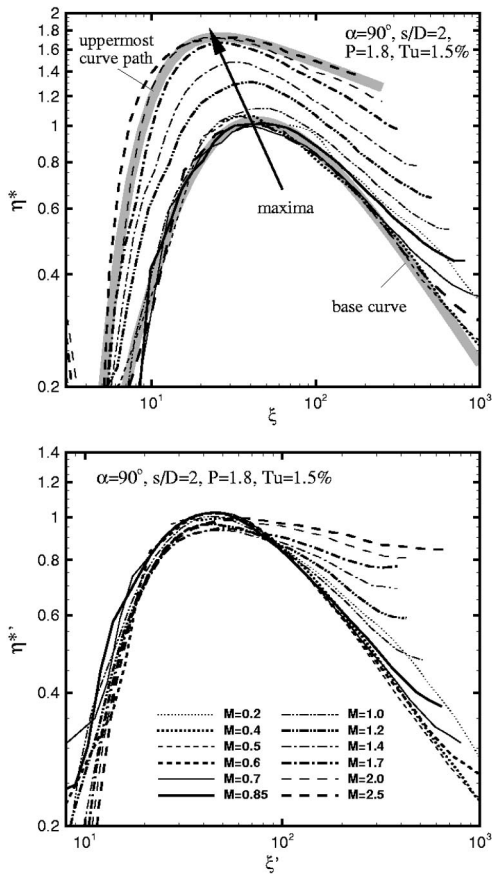 α=90°, s/D=2,
P=1.8, Tu=1.5%
uppermost
curve path
maxima
base curve
η*
2
1.8
1.6
1.4
1.2
1
0.8
0.6
0.4
0.2
10¹
10²
10³
ξ
α=90°, s/D=2, P=1.8, Tu=1.5%
η*'
1.4
1.2
1
0.8
0.6
0.4
0.2
M=0.2
M=0.4
M=0.5
M=0.6
M=0.7
M=0.85
M=1.0
M=1.2
M=1.4
M=1.7
M=2.0
M=2.5
10¹
10²
10³
ξ'